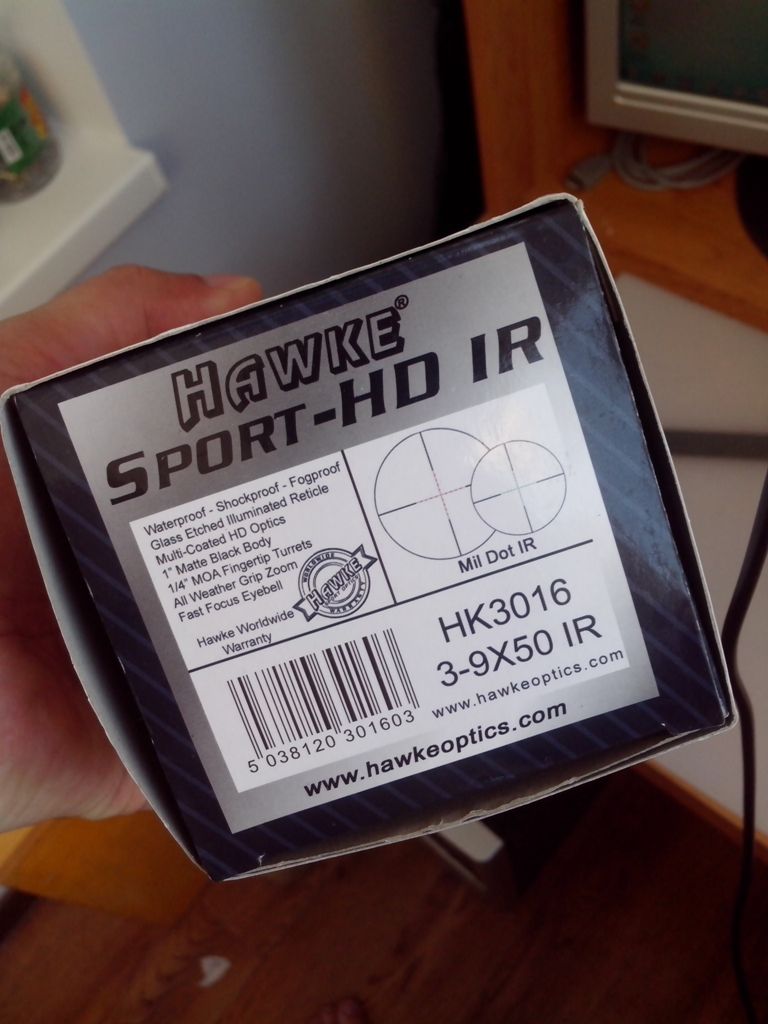 HAWKE®
SPORT-HD IR
Waterproof - Shockproof - Fogproof
Glass Etched Illuminated Reticle
Multi-Coated HD Optics
1" Matte Black Body
1/4" MOA Fingertip Turrets
All Weather Grip Zoom
Fast Focus Eyebell
Hawke Worldwide
Warranty
WORLDWIDE
HAWKE
WARRANTY
Mil Dot IR
HK3016
3-9X50 IR
www.hawkeoptics.com
5 038120 301603
www.hawkeoptics.com